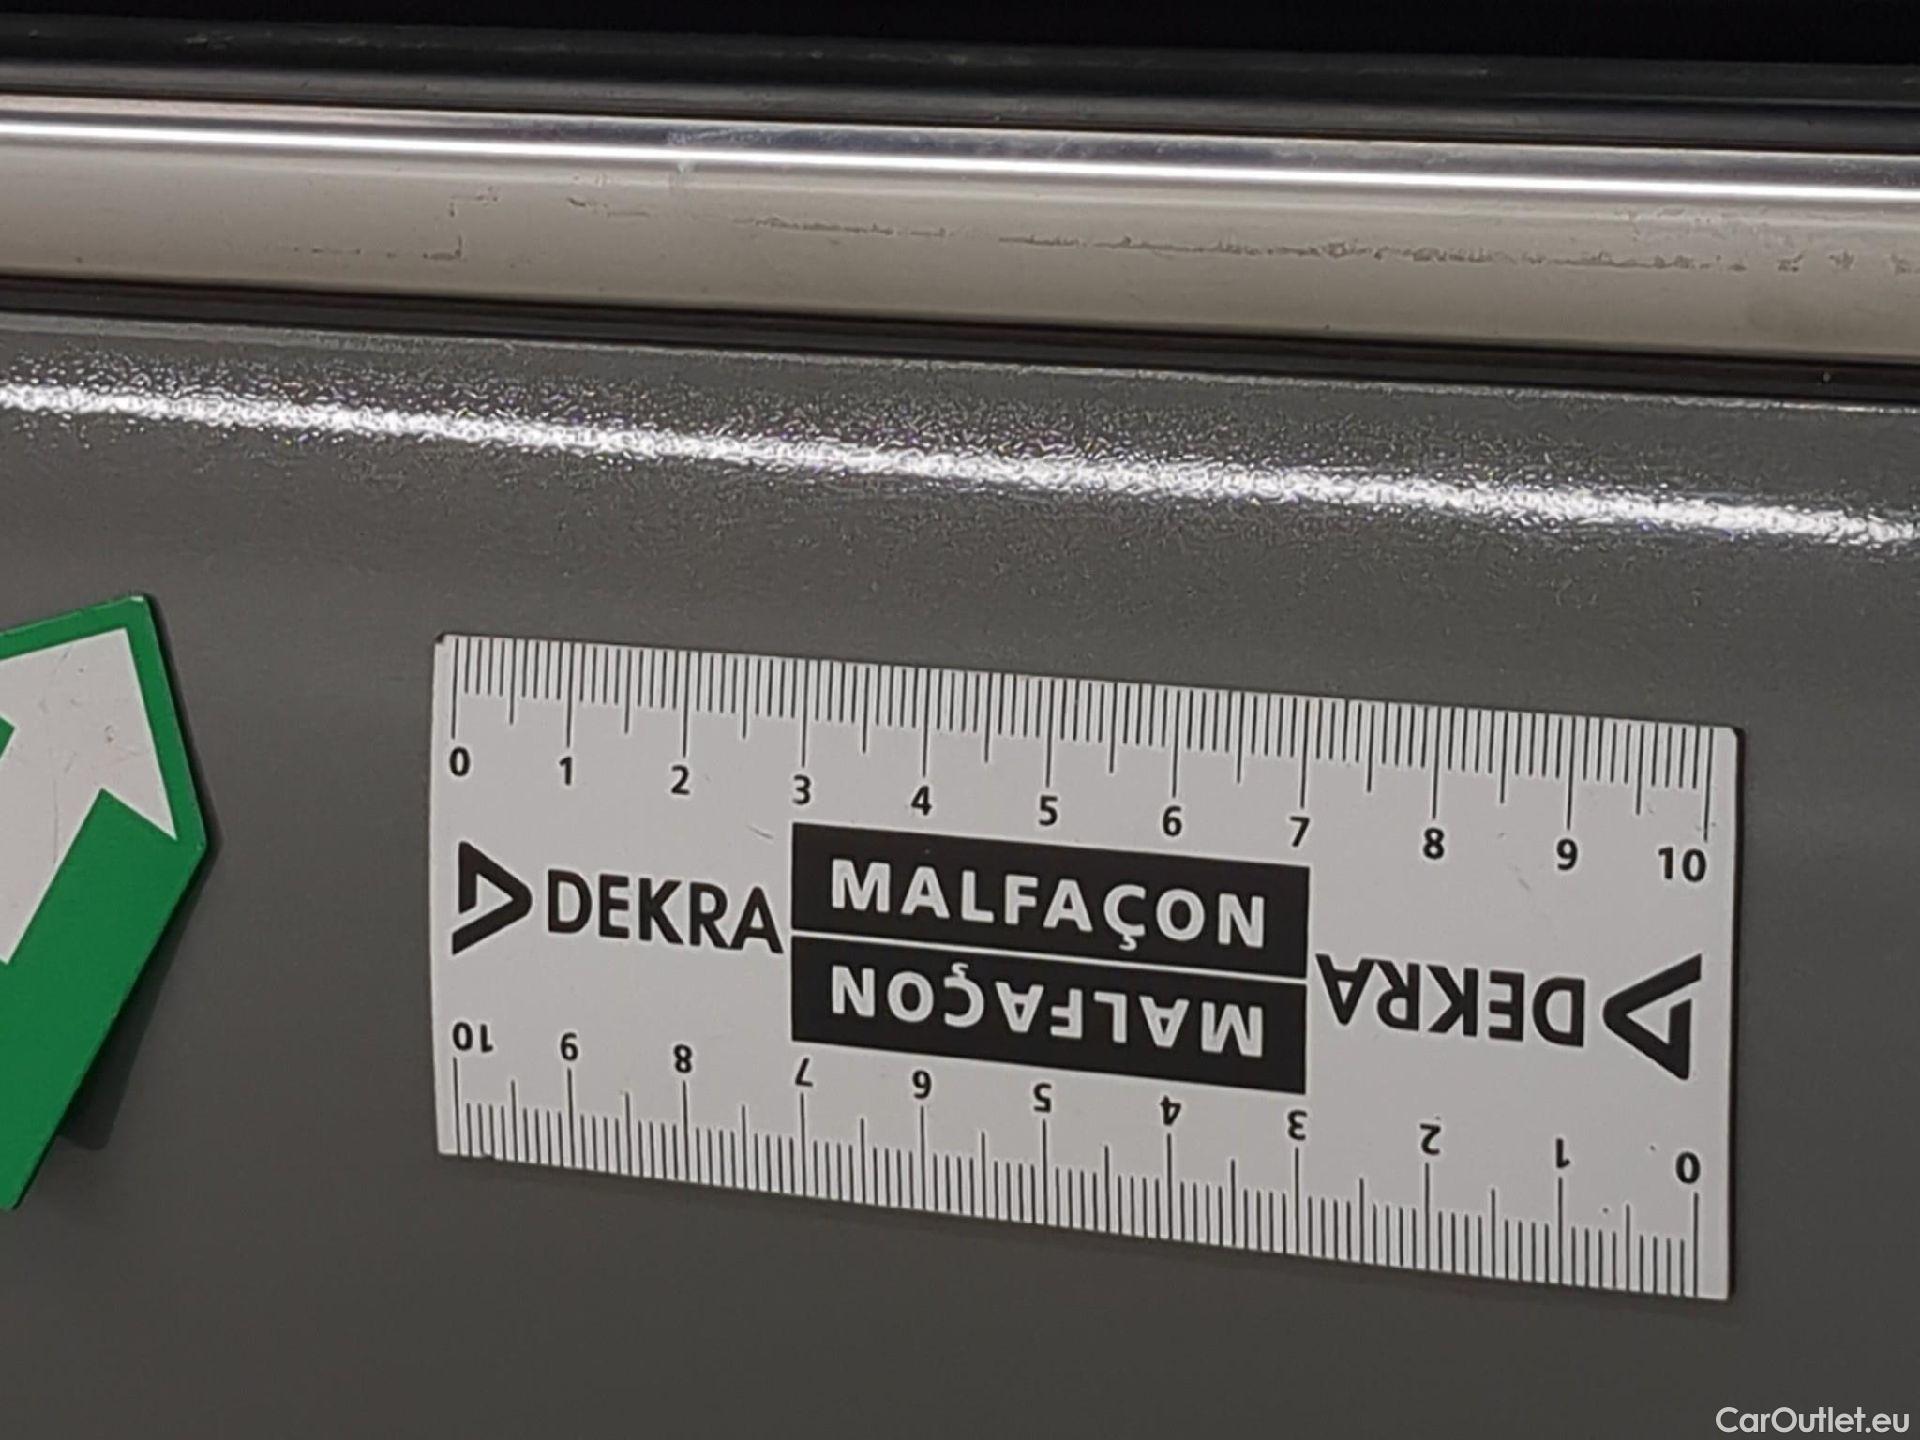 0 1 2 3 4 5 6 7 8 9 10
DEKRA MALFAÇON
MALFAÇON DEKRA
10 9 8 7 6 5 4 3 2 1 0
CarOutlet.eu